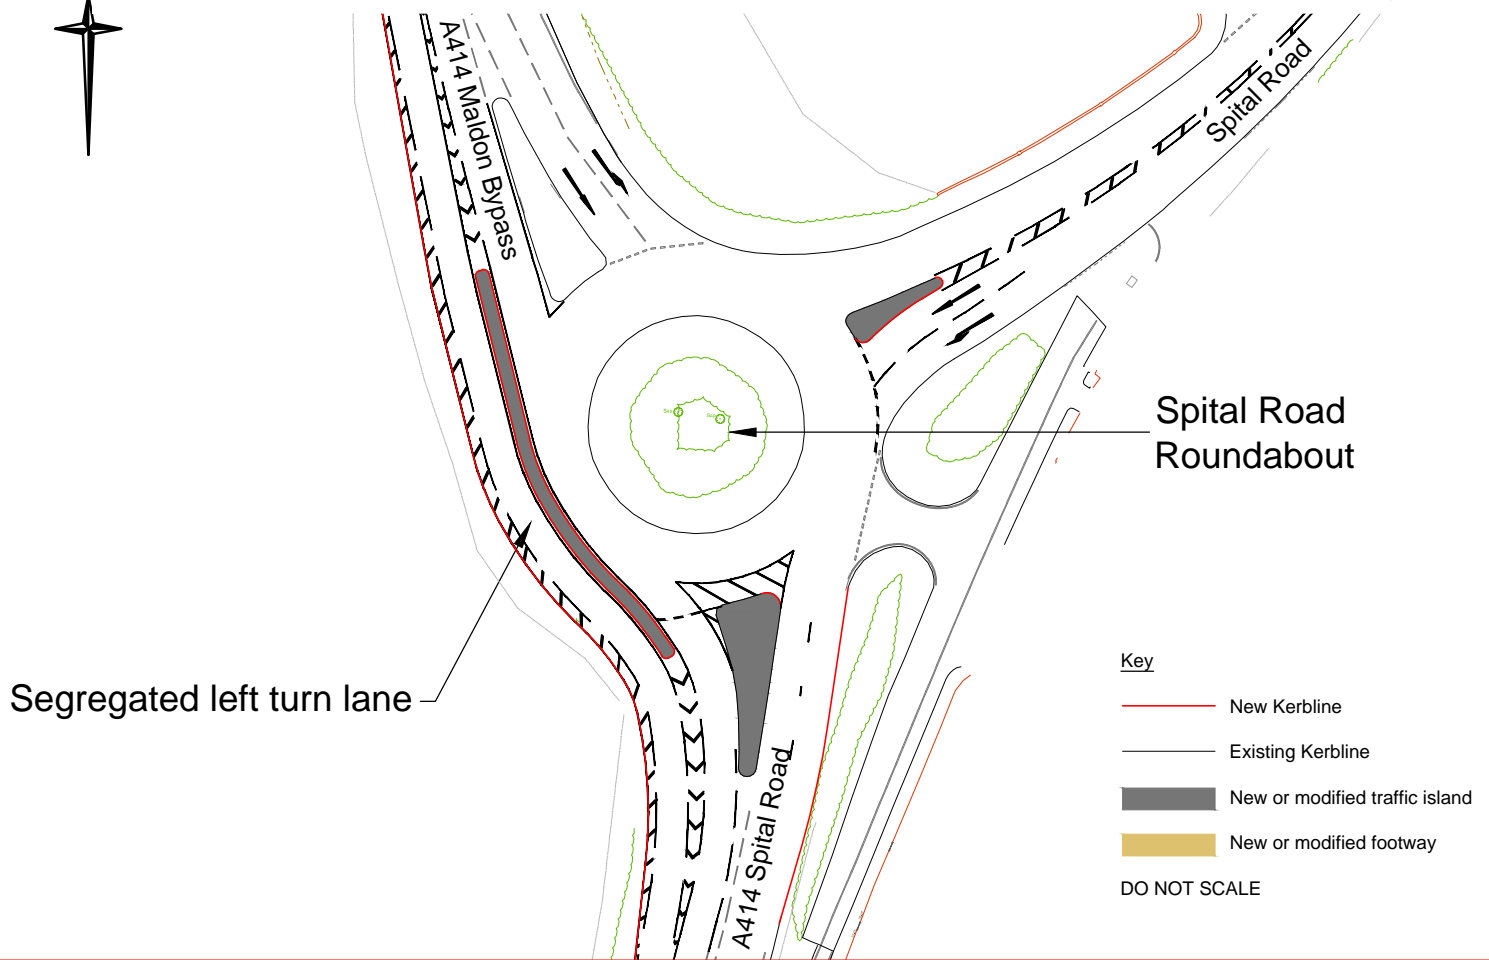 A414 Maldon Bypass
Spital Road
Spital Road
Roundabout
Segregated left turn lane
A414 Spital Road
Key
New Kerbline
Existing Kerbline
New or modified traffic island
New or modified footway
DO NOT SCALE